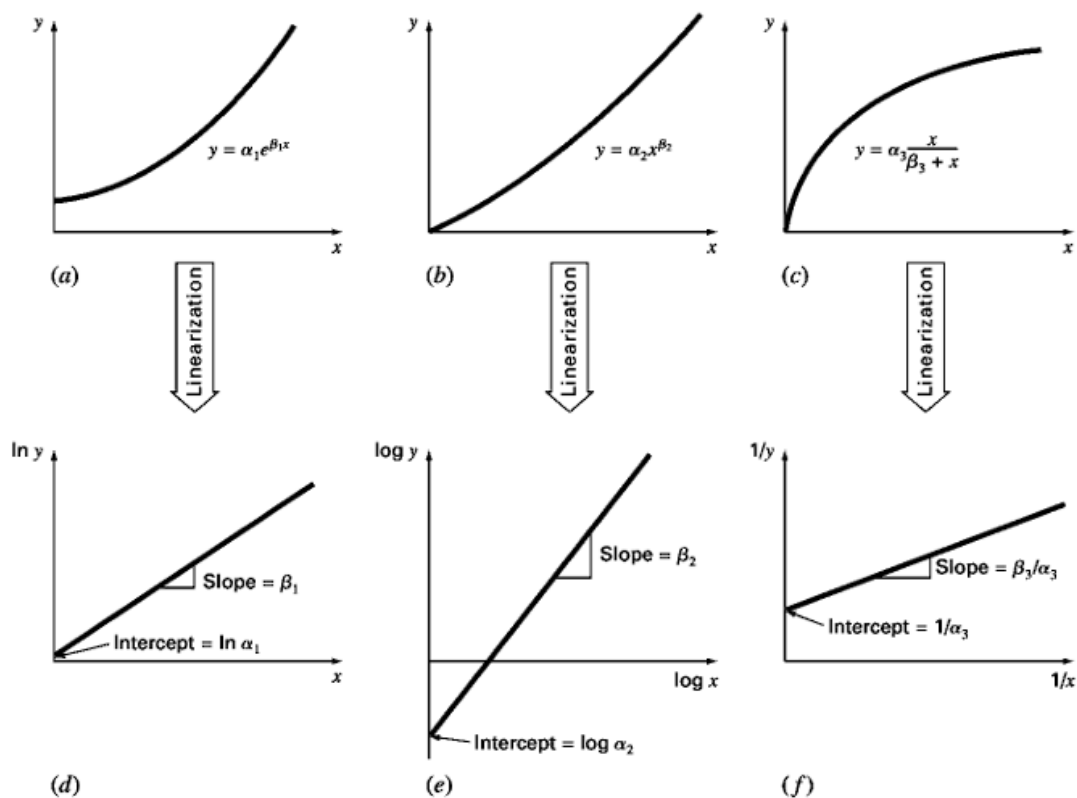 y
y = α₁e^{β₁x}
x
(a)
y
y = α₂x^{β₂}
x
(b)
y
y = α₃ x/(β₃ + x)
x
(c)
Linearization
Linearization
Linearization
ln y
Slope = β₁
Intercept = ln α₁
x
(d)
log y
Slope = β₂
log x
Intercept = log α₂
(e)
1/y
Slope = β₃/α₃
Intercept = 1/α₃
1/x
(f)